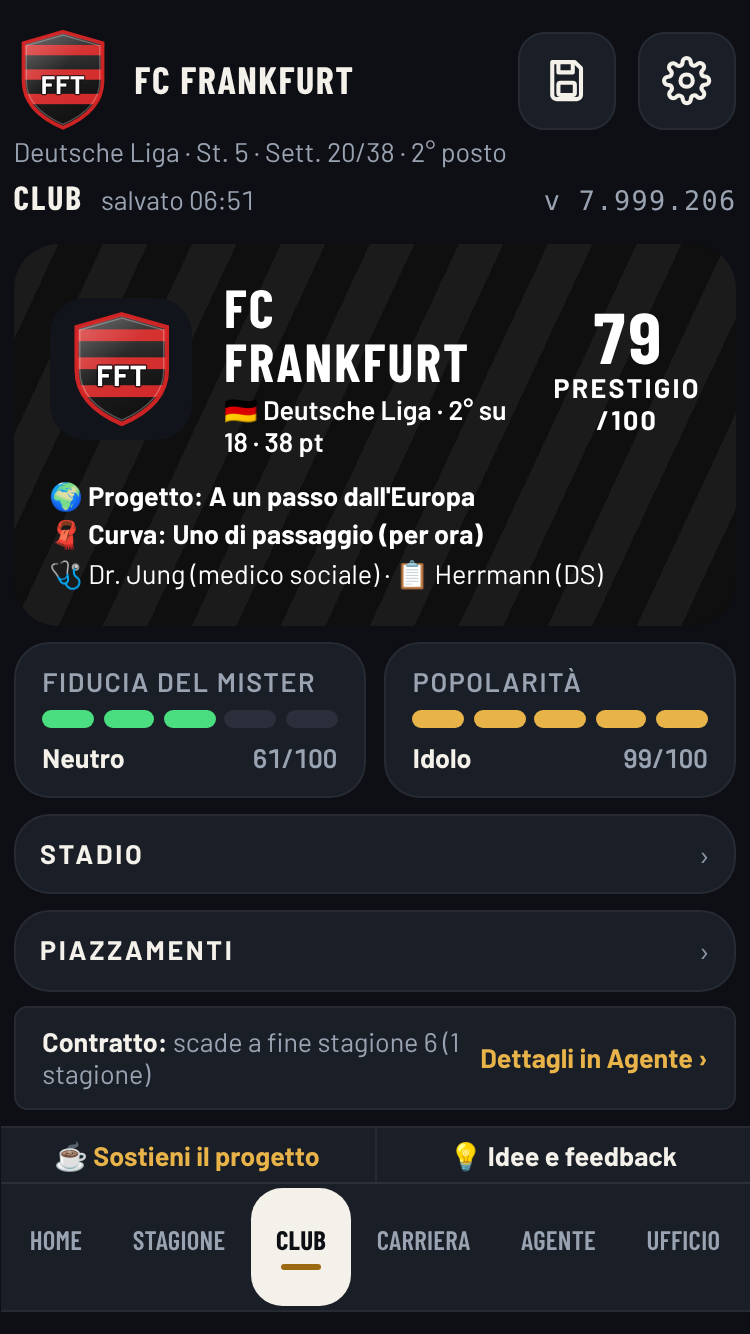 FFT
FC FRANKFURT
Deutsche Liga · St. 5 · Sett. 20/38 · 2° posto
CLUB salvato 06:51 v 7.999.206
FFT
FC
FRANKFURT
🇩🇪 Deutsche Liga · 2° su
18 · 38 pt
79
PRESTIGIO
/100
🌍 Progetto: A un passo dall'Europa
🧣 Curva: Uno di passaggio (per ora)
🩺 Dr. Jung (medico sociale) · 📋 Herrmann (DS)
FIDUCIA DEL MISTER
Neutro 61/100
POPOLARITÀ
Idolo 99/100
STADIO ›
PIAZZAMENTI ›
Contratto: scade a fine stagione 6 (1
stagione)
Dettagli in Agente ›
☕ Sostieni il progetto
💡 Idee e feedback
HOME STAGIONE CLUB CARRIERA AGENTE UFFICIO